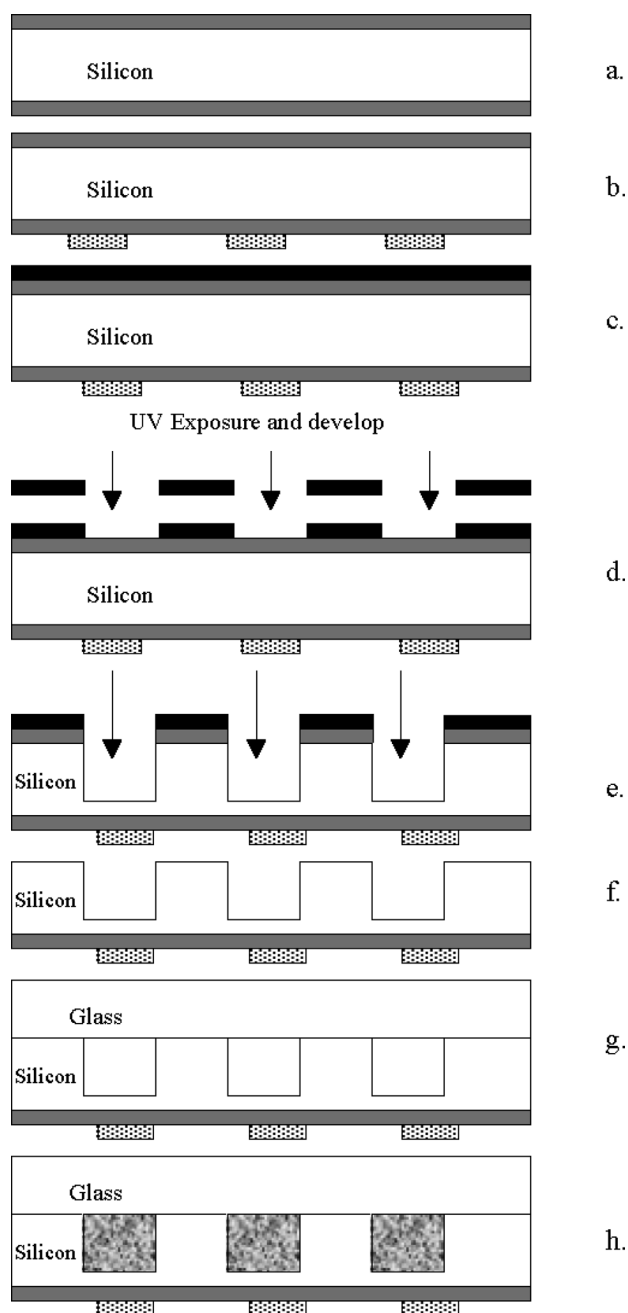 Silicon
a.
Silicon
b.
Silicon
c.
UV Exposure and develop
Silicon
d.
Silicon
e.
Silicon
f.
Glass
Silicon
g.
Glass
Silicon
h.